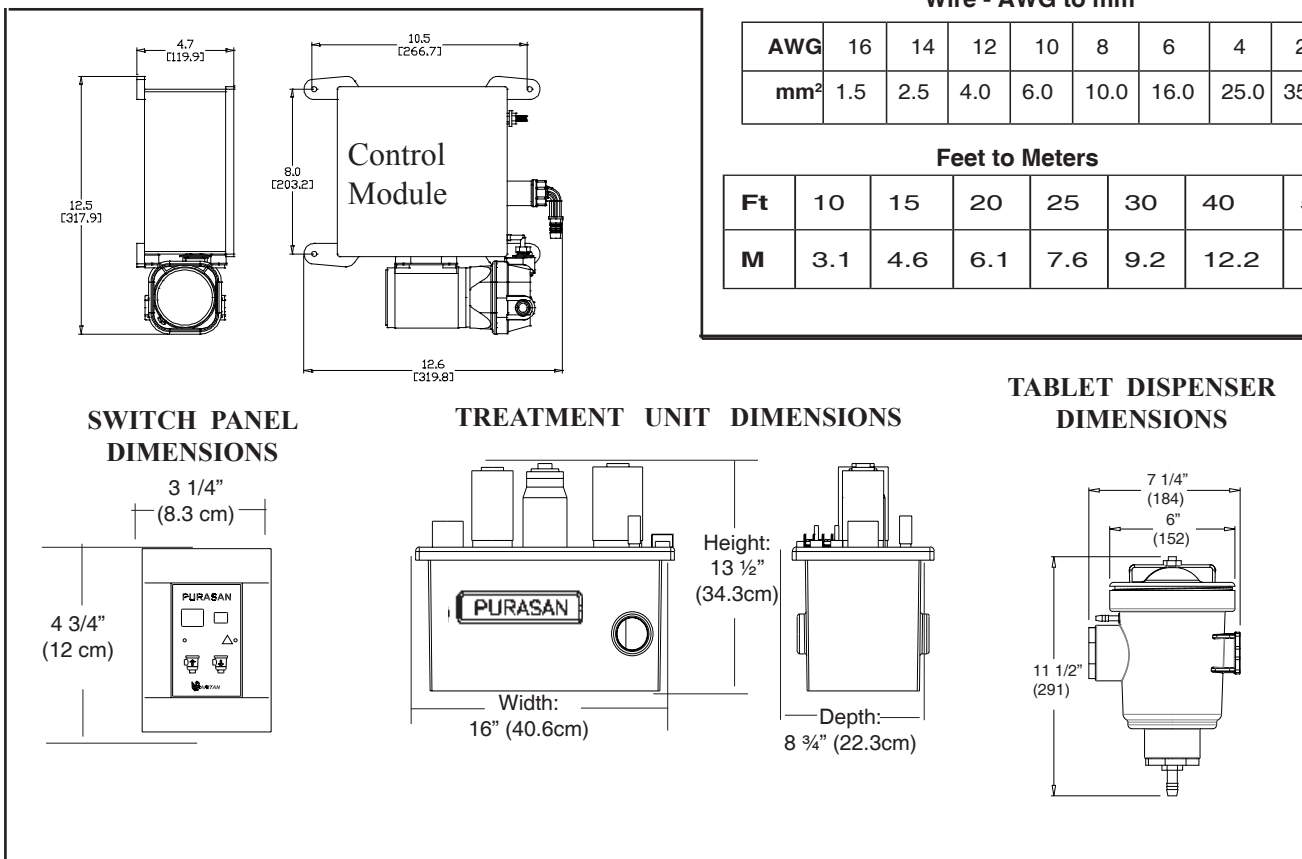 Wire - AWG to mm
AWG 16 14 12 10 8 6 4 2
mm² 1.5 2.5 4.0 6.0 10.0 16.0 25.0
Feet to Meters
Ft 10 15 20 25 30 40
M 3.1 4.6 6.1 7.6 9.2 12.2
4.7
[119.9]
10.5
[266.7]
12.5
[317.9]
8.0
[203.2]
Control
Module
12.6
[319.8]
SWITCH PANEL
DIMENSIONS
3 1/4”
(8.3 cm)
4 3/4”
(12 cm)
PURASAN
TREATMENT UNIT DIMENSIONS
PURASAN
Height:
13 ½”
(34.3cm)
Width:
16” (40.6cm)
Depth:
8 ¾” (22.3cm)
TABLET DISPENSER
DIMENSIONS
7 1/4”
(184)
6”
(152)
11 1/2”
(291)